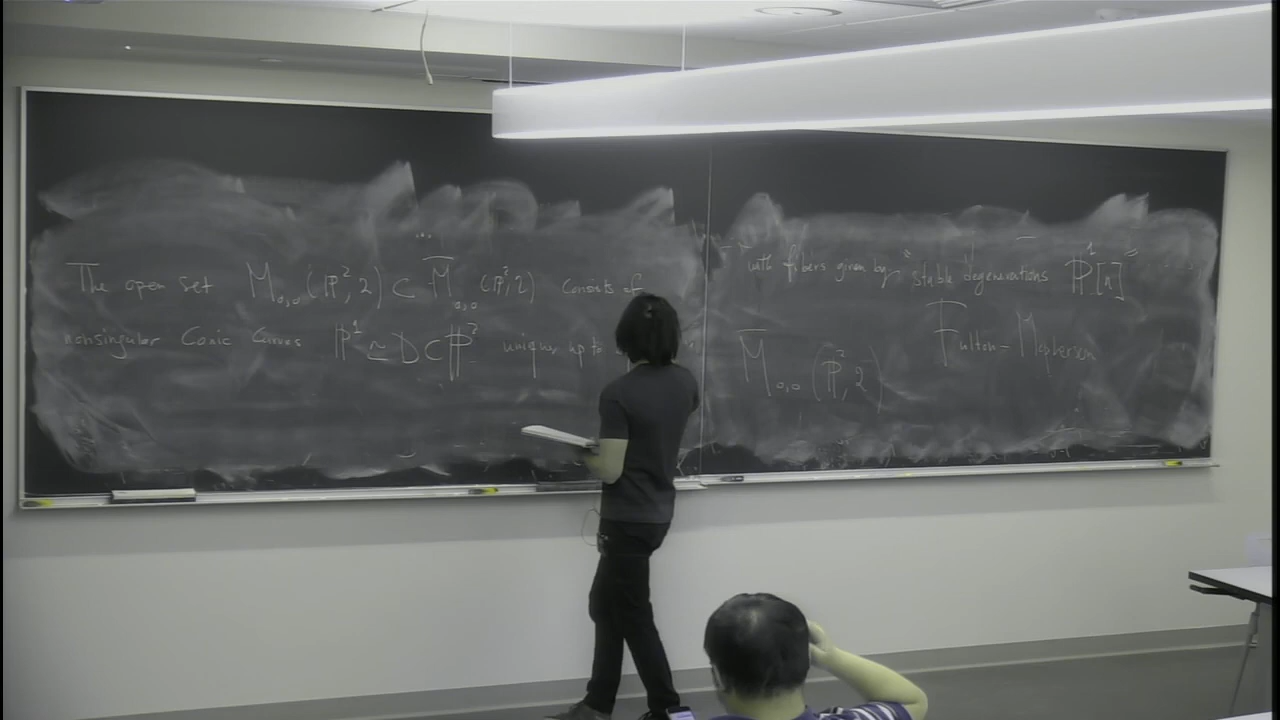 The open set M₀,₀(ℙ², 2) ⊂ M̅₀,₀(ℙ², 2) consists of
nonsingular Conic Curves ℙ¹ ≃ D ⊂ ℙ² unique up to
with fibers given by "stable degenerations ℙ¹[n]"
Fulton-Mcpherson
M̅₀,₀(ℙ², 2)